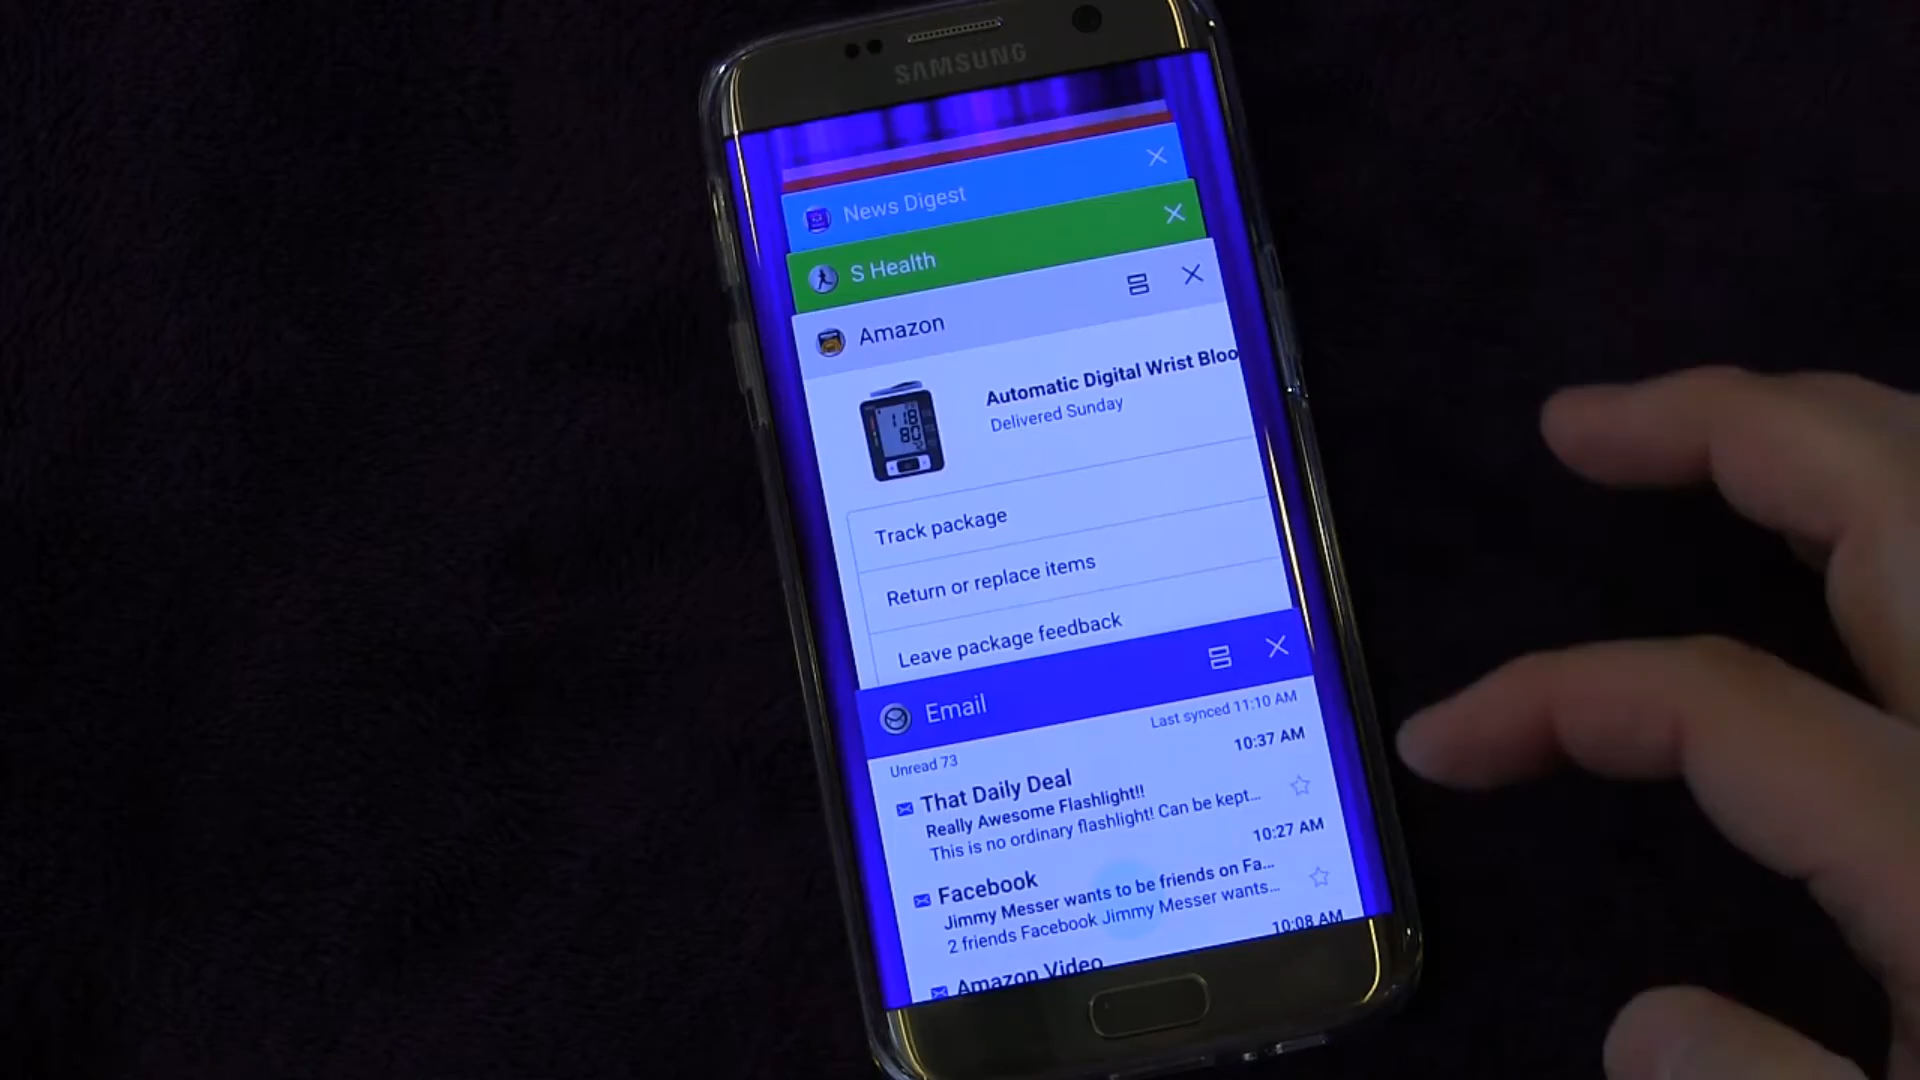 SAMSUNG
News Digest
S Health
Amazon
Automatic Digital Wrist Bloo
Delivered Sunday
118
80
Track package
Return or replace items
Leave package feedback
Email
Last synced 11:10 AM
Unread 73
10:37 AM
That Daily Deal
Really Awesome Flashlight!!
This is no ordinary flashlight! Can be kept...
10:27 AM
Facebook
Jimmy Messer wants to be friends on Fa...
2 friends Facebook Jimmy Messer wants...
10:08 AM
Amazon Video